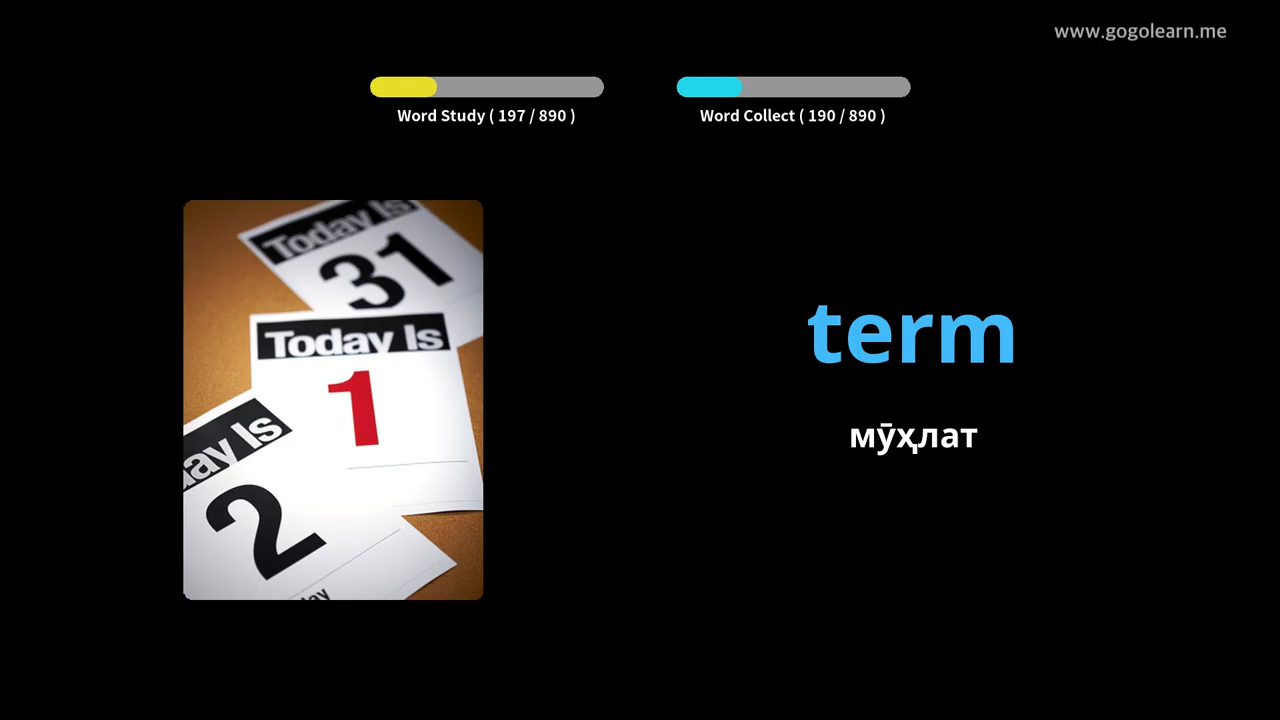 www.gogolearn.me
Word Study ( 197 / 890 )
Word Collect ( 190 / 890 )
Today Is
31
Today Is
1
ay Is
2
term
мӯҳлат